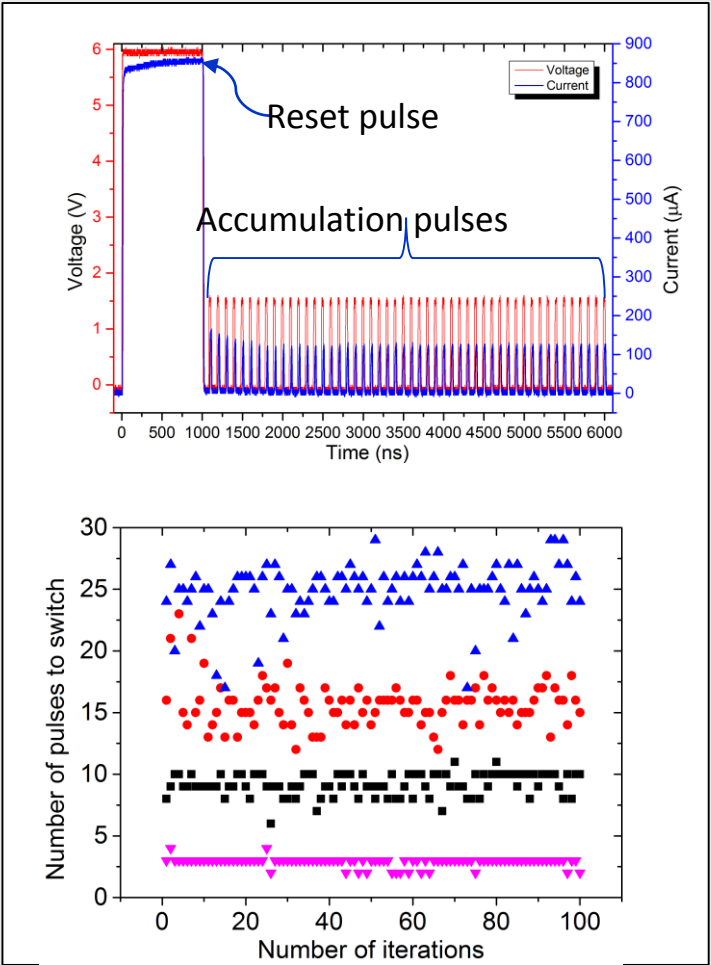 6
5
4
3
2
1
0
Voltage (V)
900
800
700
600
500
400
300
200
100
0
Current (μA)
Voltage
Current
Reset pulse
Accumulation pulses
0 500 1000 1500 2000 2500 3000 3500 4000 4500 5000 5500 6000
Time (ns)
30
25
20
15
10
5
0
Number of pulses to switch
0 20 40 60 80 100
Number of iterations